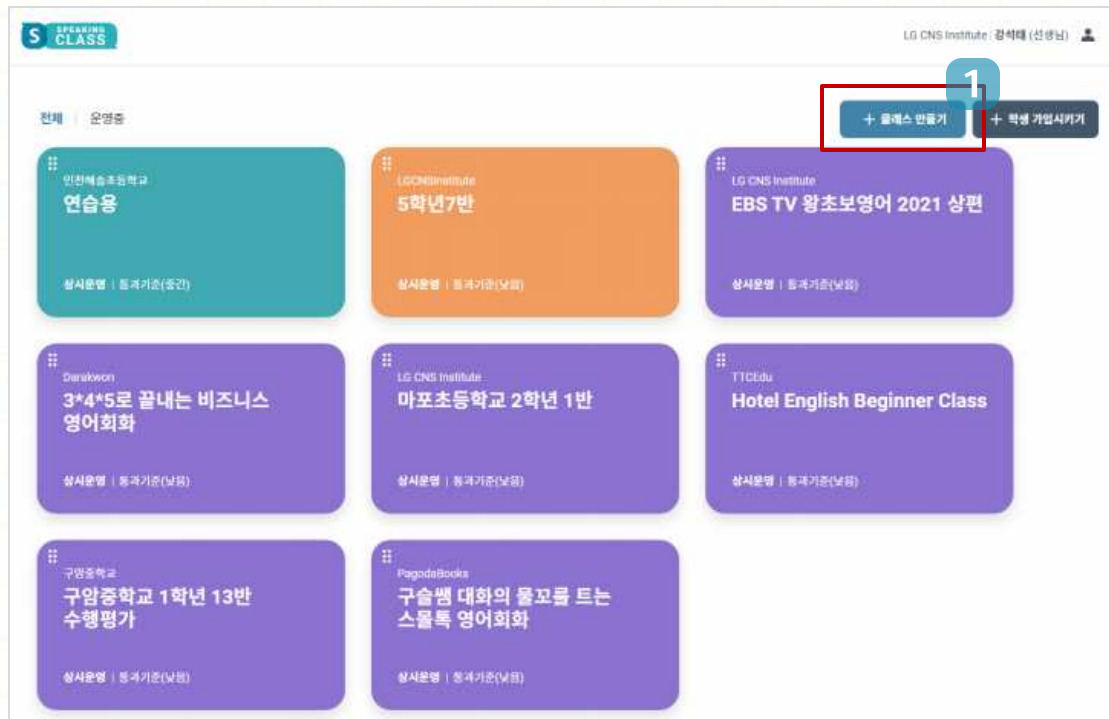 S SPEAKING
CLASS
LG CNS Institute 강석태 (선생님)
1
전체 | 운영중
+ 클래스 만들기
+ 학생 가입시키기
인천해송초등학교
연습용
상시운영 | 통과기준(중간)
LGCNSInstitute
5학년7반
상시운영 | 통과기준(낮음)
LG CNS Institute
EBS TV 왕초보영어 2021 상편
상시운영 | 통과기준(낮음)
Darakwon
3*4*5로 끝내는 비즈니스
영어회화
상시운영 | 통과기준(낮음)
LG CNS Institute
마포초등학교 2학년 1반
상시운영 | 통과기준(낮음)
TTCEdu
Hotel English Beginner Class
상시운영 | 통과기준(낮음)
구암중학교
구암중학교 1학년 13반
수행평가
상시운영 | 통과기준(낮음)
PagodaBooks
구슬쌤 대화의 물꼬를 트는
스몰톡 영어회화
상시운영 | 통과기준(낮음)